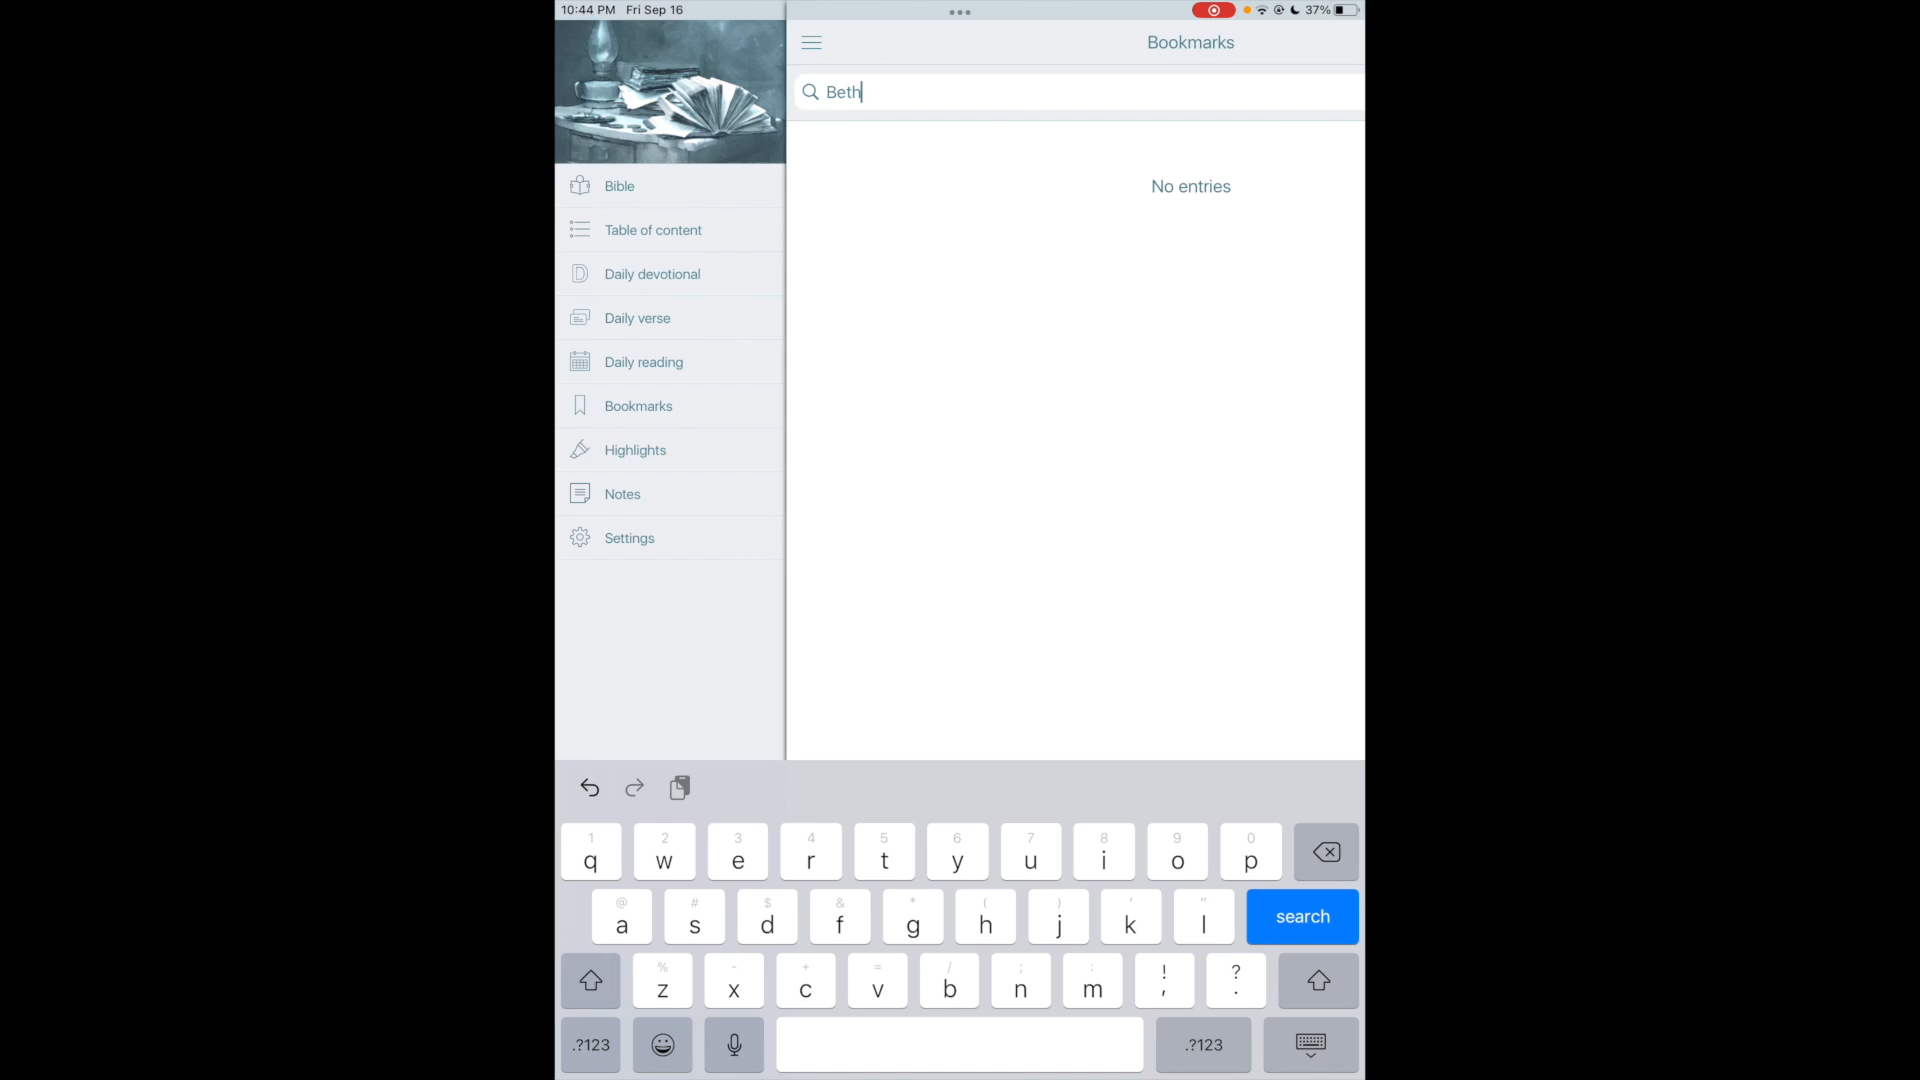 10:44 PM Fri Sep 16
37%
Bookmarks
Beth
No entries
Bible
Table of content
Daily devotional
Daily verse
Daily reading
Bookmarks
Highlights
Notes
Settings
1 2 3 4 5 6 7 8 9 0
q w e r t y u i o p
@ # $ & * ( ) ' "
a s d f g h j k l search
% - + = / ; : ! ?
z x c v b n m , .
.?123 .?123